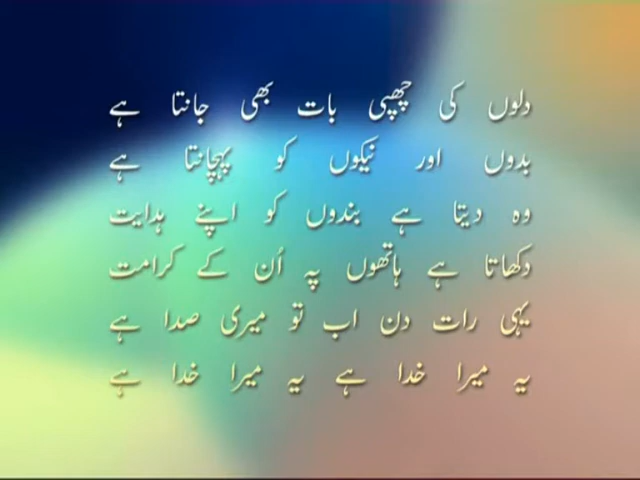 دلوں کی چھپی بات بھی جانتا ہے
بدوں اور نیکوں کو پہچانتا ہے
وہ دیتا ہے بندوں کو اپنے ہدایت
دکھاتا ہے ہاتھوں پہ اُن کے کرامت
یہی رات دن اب تو میری صدا ہے
یہ میرا خدا ہے یہ میرا خدا ہے